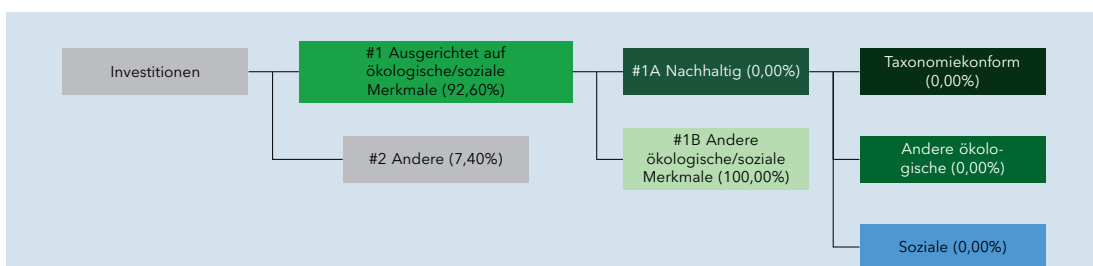 Investitionen
#1 Ausgerichtet auf
ökologische/soziale
Merkmale (92,60%)
#2 Andere (7,40%)
#1A Nachhaltig (0,00%)
#1B Andere
ökologische/soziale
Merkmale (100,00%)
Taxonomiekonform
(0,00%)
Andere ökolo-
gische (0,00%)
Soziale (0,00%)